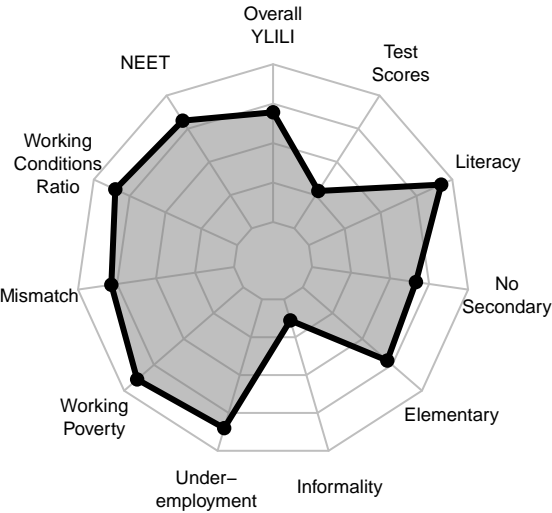 Overall
YLILI
Test
Scores
Literacy
No
Secondary
Elementary
Informality
Under−
employment
Working
Poverty
Mismatch
Working
Conditions
Ratio
NEET